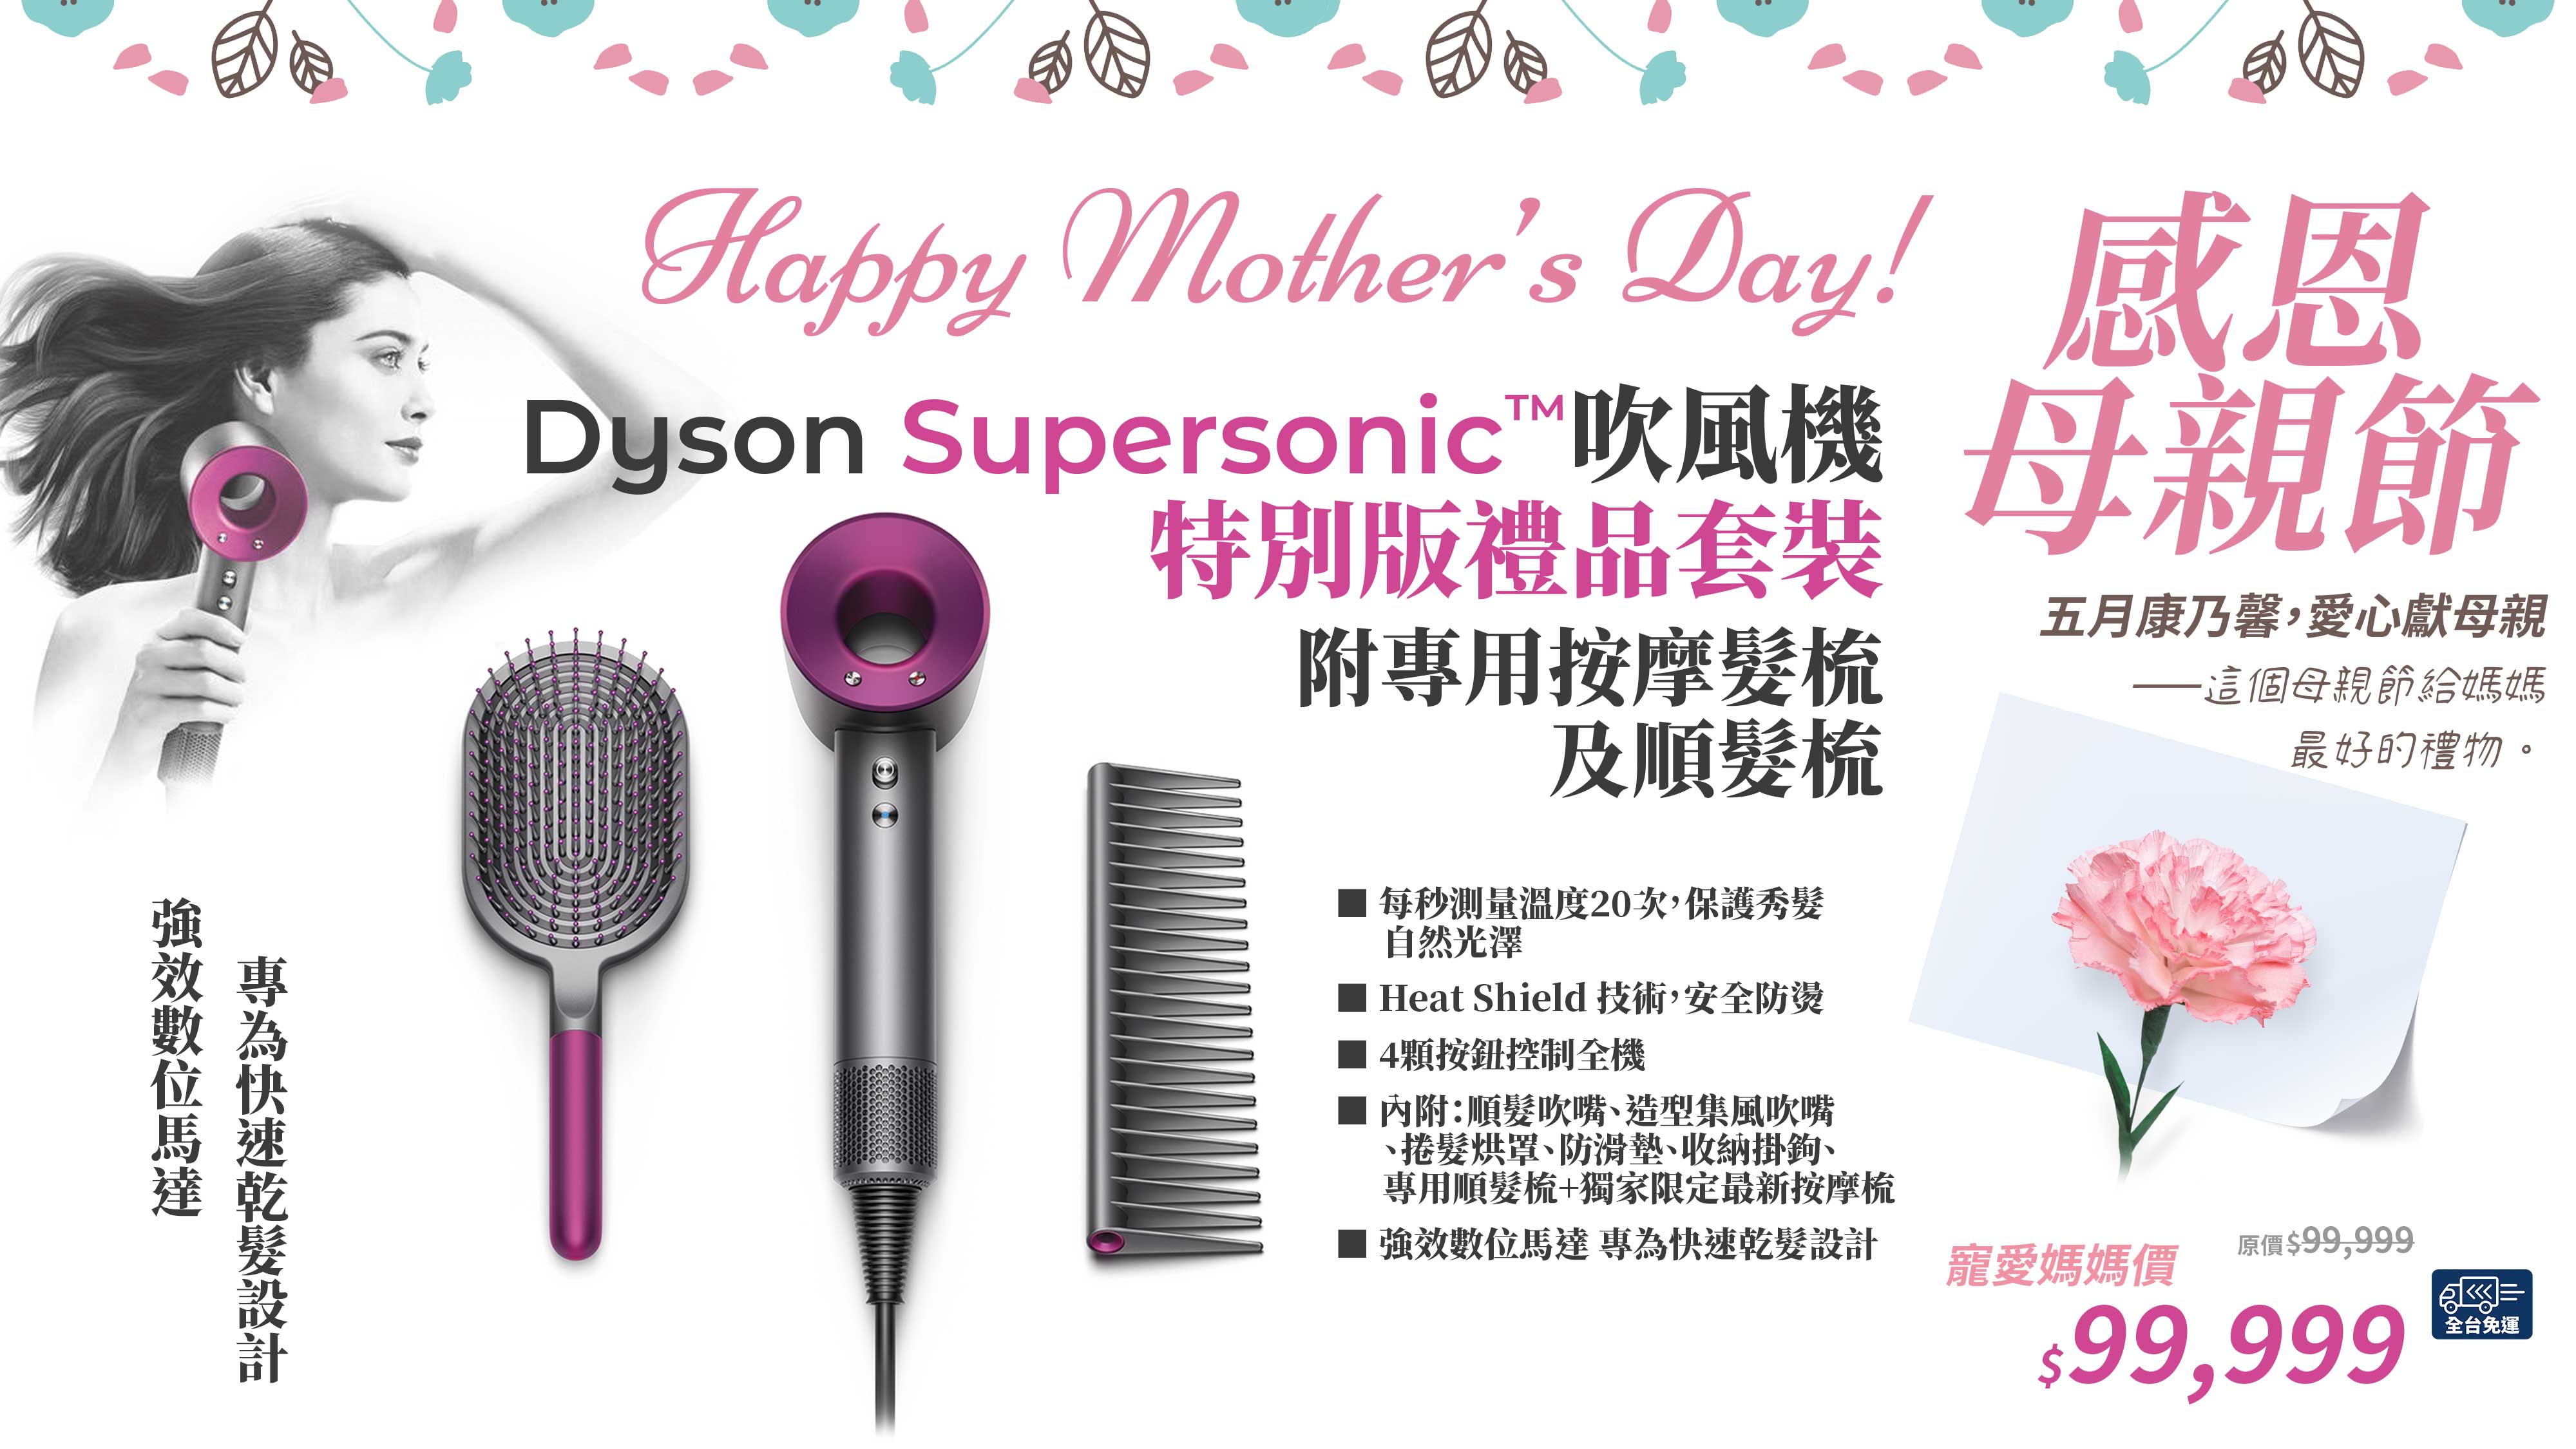 Happy Mother's Day!
Dyson Supersonic™吹風機
特別版禮品套裝
附專用按摩髮梳
及順髮梳
強效數位馬達
專為快速乾髮設計
■ 每秒測量溫度20次，保護秀髮
自然光澤
■ Heat Shield 技術，安全防燙
■ 4顆按鈕控制全機
■ 內附：順髮吹嘴、造型集風吹嘴
、捲髮烘罩、防滑墊、收納掛鉤、
專用順髮梳+獨家限定最新按摩梳
■ 強效數位馬達 專為快速乾髮設計
感恩
母親節
五月康乃馨，愛心獻母親
——這個母親節給媽媽
最好的禮物。
原價$99,999
寵愛媽媽價
$99,999
全台免運